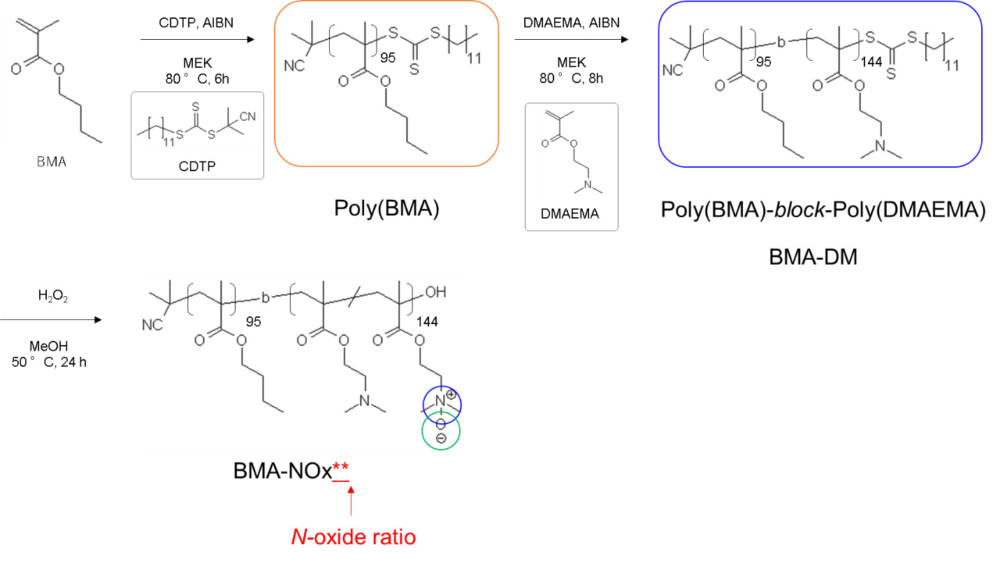 CDTP, AIBN
MEK
80°C, 6h
BMA
O
O
S
S
S
CN
11
CDTP
NC
95
O
O
S
S
S
11
Poly(BMA)
DMAEMA, AIBN
MEK
80°C, 8h
O
O
N
DMAEMA
NC
95
b
144
O
O
O
O
N
S
S
S
11
Poly(BMA)-block-Poly(DMAEMA)
BMA-DM
H₂O₂
MeOH
50°C, 24 h
NC
95
b
144
OH
O
O
O
O
O
O
N
N
⊕
O
⊖
BMA-NOx**
N-oxide ratio